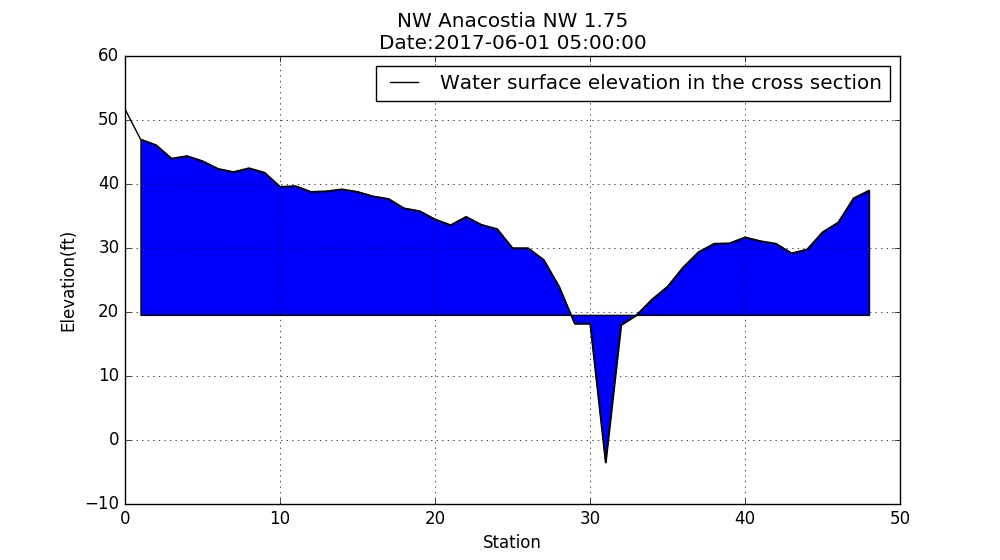 NW Anacostia NW 1.75
Date:2017-06-01 05:00:00
Water surface elevation in the cross section
60
50
40
30
20
10
0
−10
Elevation(ft)
0 10 20 30 40 50
Station